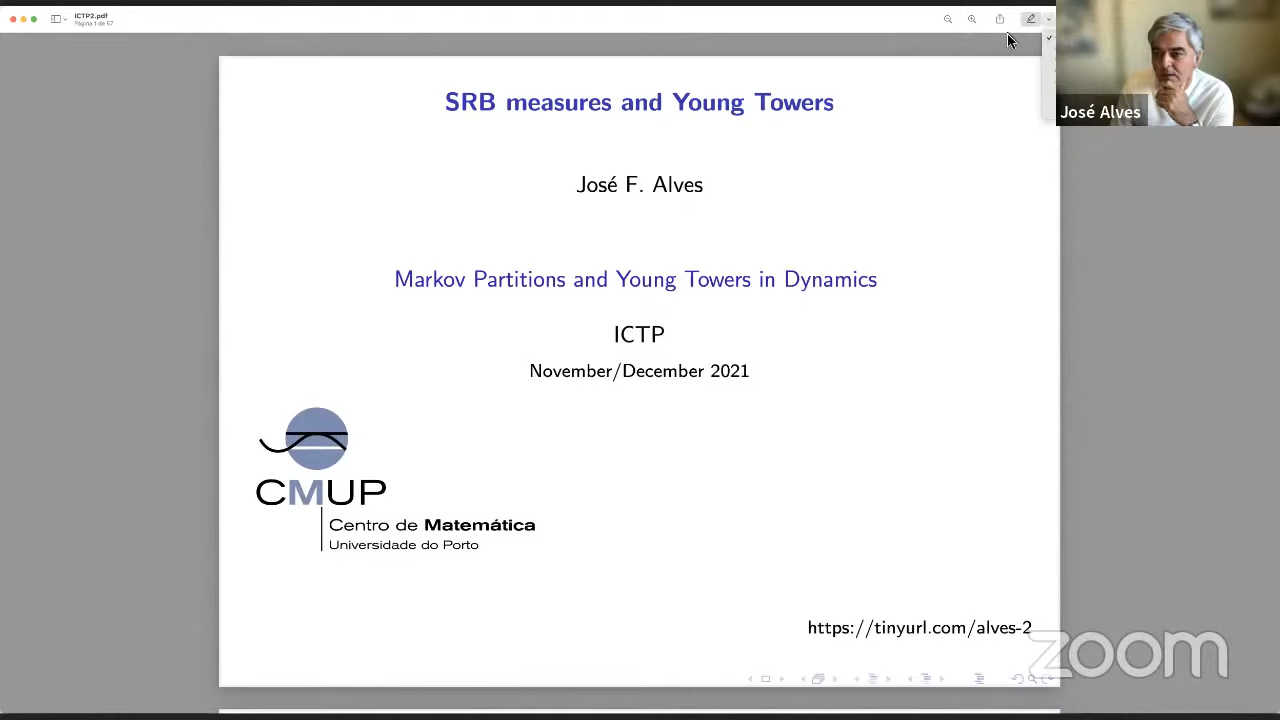 ICTP2.pdf
Página 1 de 57
José Alves
SRB measures and Young Towers
José F. Alves
Markov Partitions and Young Towers in Dynamics
ICTP
November/December 2021
CMUP
Centro de Matemática
Universidade do Porto
https://tinyurl.com/alves-2
zoom